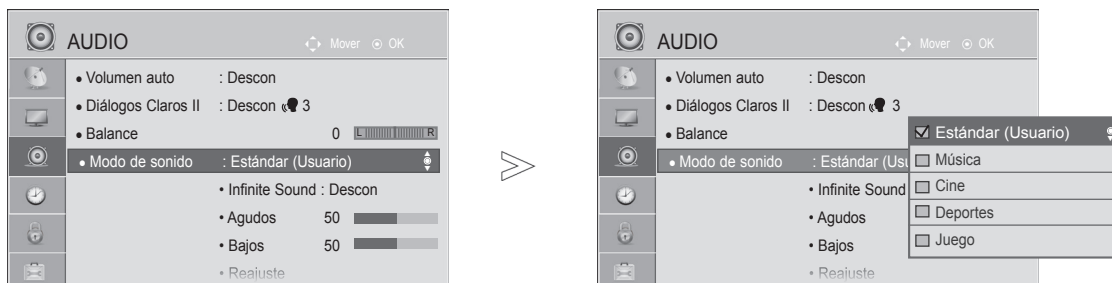 AUDIO Mover OK
• Volumen auto : Descon
• Diálogos Claros II : Descon 3
• Balance 0 L R
• Modo de sonido : Estándar (Usuario)
• Infinite Sound : Descon
• Agudos 50
• Bajos 50
• Reajuste
AUDIO Mover OK
• Volumen auto : Descon
• Diálogos Claros II : Descon 3
• Balance
• Modo de sonido : Estándar (Usu
• Infinite Sound
• Agudos
• Bajos
• Reajuste
Estándar (Usuario)
Música
Cine
Deportes
Juego